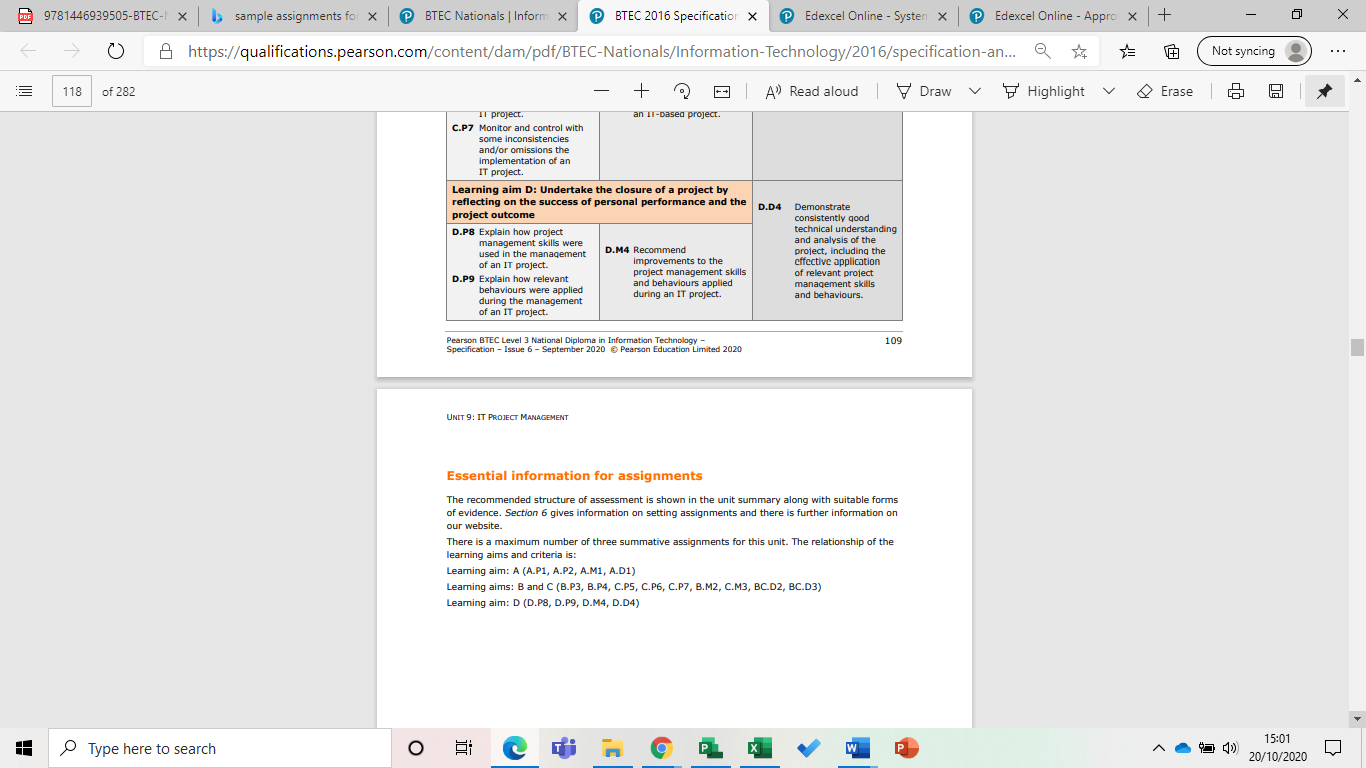 9781446939505-BTEC-N
sample assignments fo
BTEC Nationals | Inform
BTEC 2016 Specification
Edexcel Online - System
Edexcel Online - Appro
https://qualifications.pearson.com/content/dam/pdf/BTEC-Nationals/Information-Technology/2016/specification-an...
Not syncing
118 of 282
Read aloud
Draw
Highlight
Erase
IT project.
C.P7 Monitor and control with
some inconsistencies
and/or omissions the
implementation of an
IT project.
an IT-based project.
Learning aim D: Undertake the closure of a project by
reflecting on the success of personal performance and the
project outcome
D.P8 Explain how project
management skills were
used in the management
of an IT project.
D.P9 Explain how relevant
behaviours were applied
during the management
of an IT project.
D.M4 Recommend
improvements to the
project management skills
and behaviours applied
during an IT project.
D.D4 Demonstrate
consistently good
technical understanding
and analysis of the
project, including the
effective application
of relevant project
management skills
and behaviours.
Pearson BTEC Level 3 National Diploma in Information Technology –
Specification – Issue 6 – September 2020 © Pearson Education Limited 2020
109
UNIT 9: IT PROJECT MANAGEMENT
Essential information for assignments
The recommended structure of assessment is shown in the unit summary along with suitable forms
of evidence. Section 6 gives information on setting assignments and there is further information on
our website.
There is a maximum number of three summative assignments for this unit. The relationship of the
learning aims and criteria is:
Learning aim: A (A.P1, A.P2, A.M1, A.D1)
Learning aims: B and C (B.P3, B.P4, C.P5, C.P6, C.P7, B.M2, C.M3, BC.D2, BC.D3)
Learning aim: D (D.P8, D.P9, D.M4, D.D4)
Type here to search
15:01
20/10/2020